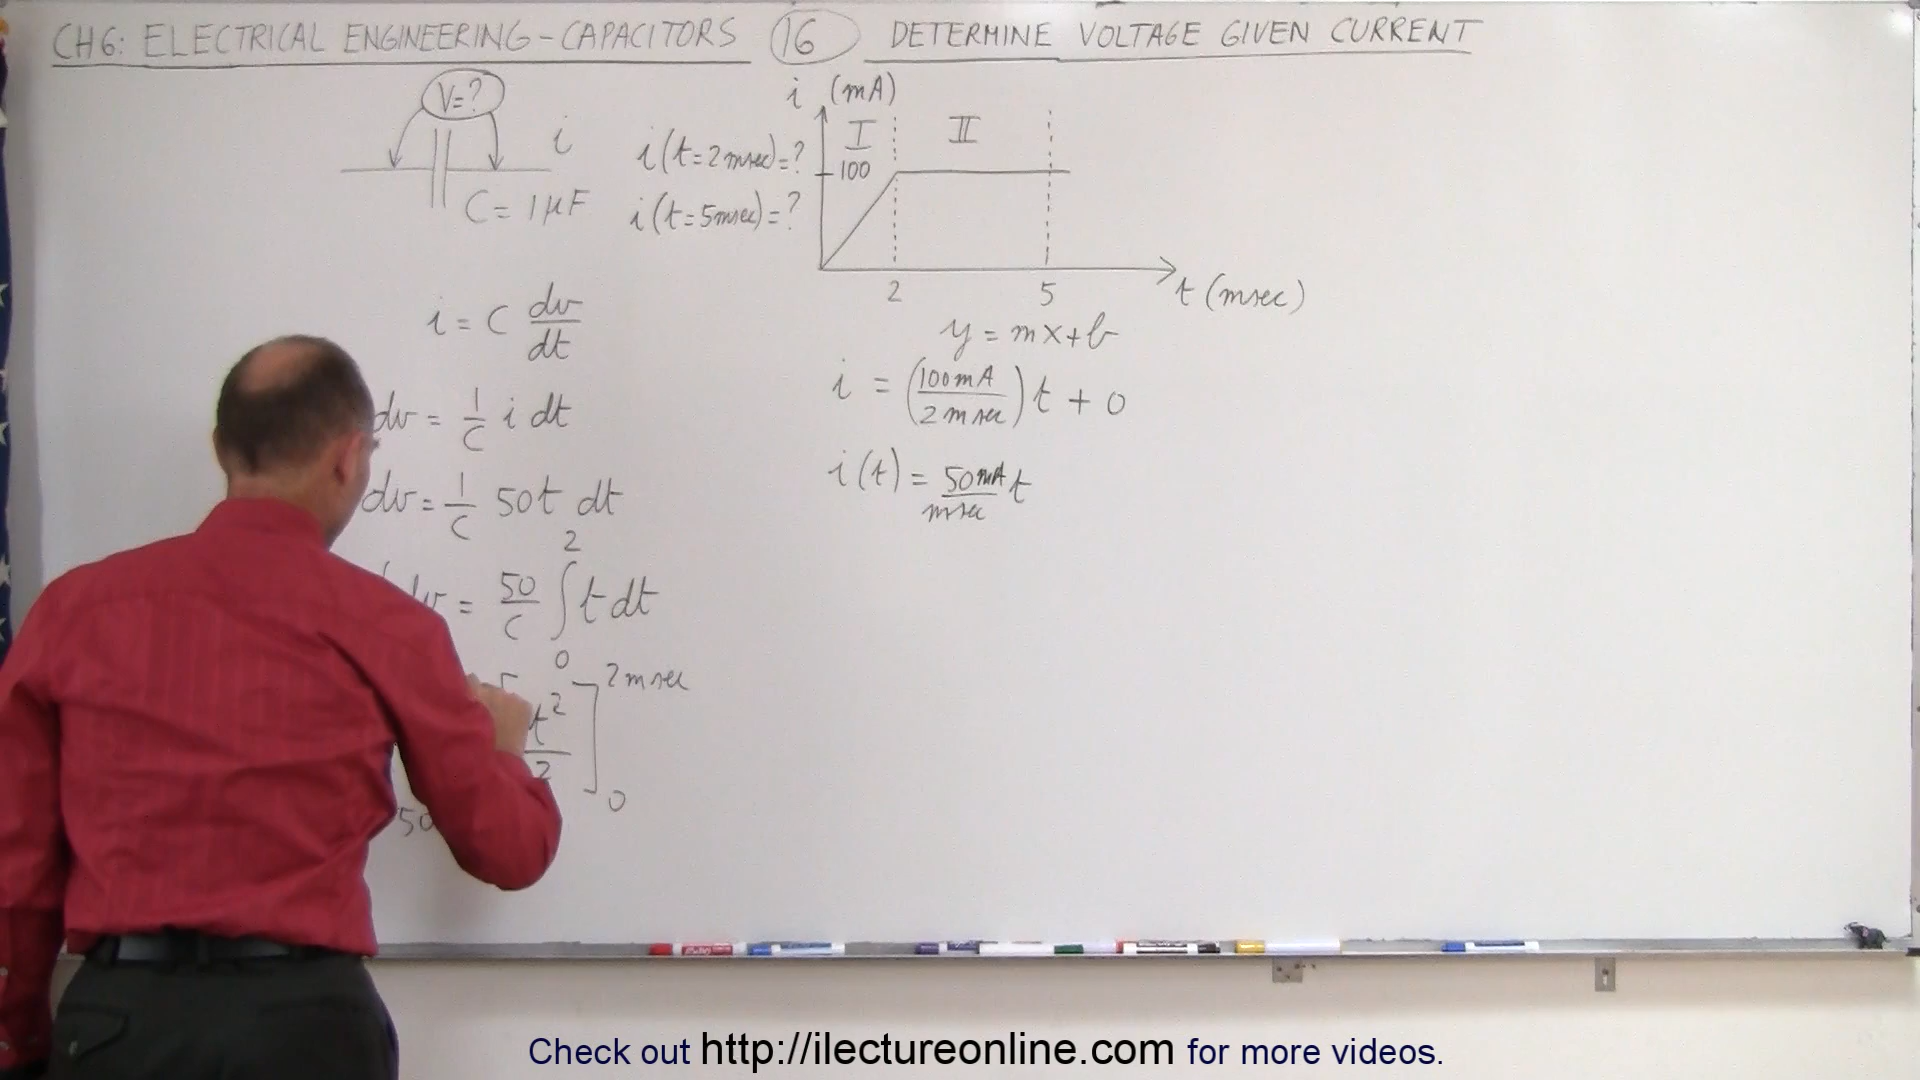 CH6: ELECTRICAL ENGINEERING-CAPACITORS 16 DETERMINE VOLTAGE GIVEN CURRENT
V=?
i
C = 1µF
i(t=2msec)=?
i(t=5msec)=?
i (mA)
I II
100
2 5
t (msec)
i = C dv/dt
dv = 1/C i dt
dv = 1/C 50t dt
= 50/C ∫ t dt
2
0
t²/2 ] 2msec
0
50
y = mx+b
i = (100mA/2msec) t + 0
i(t) = 50mA/msec t
Check out http://ilectureonline.com for more videos.